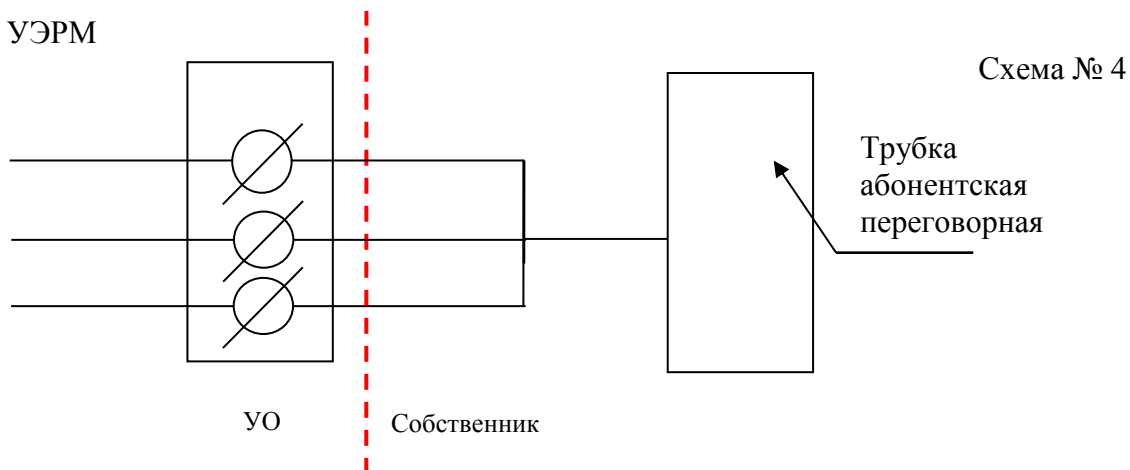 УЭРМ
Схема № 4
Трубка
абонентская
переговорная
УО
Собственник